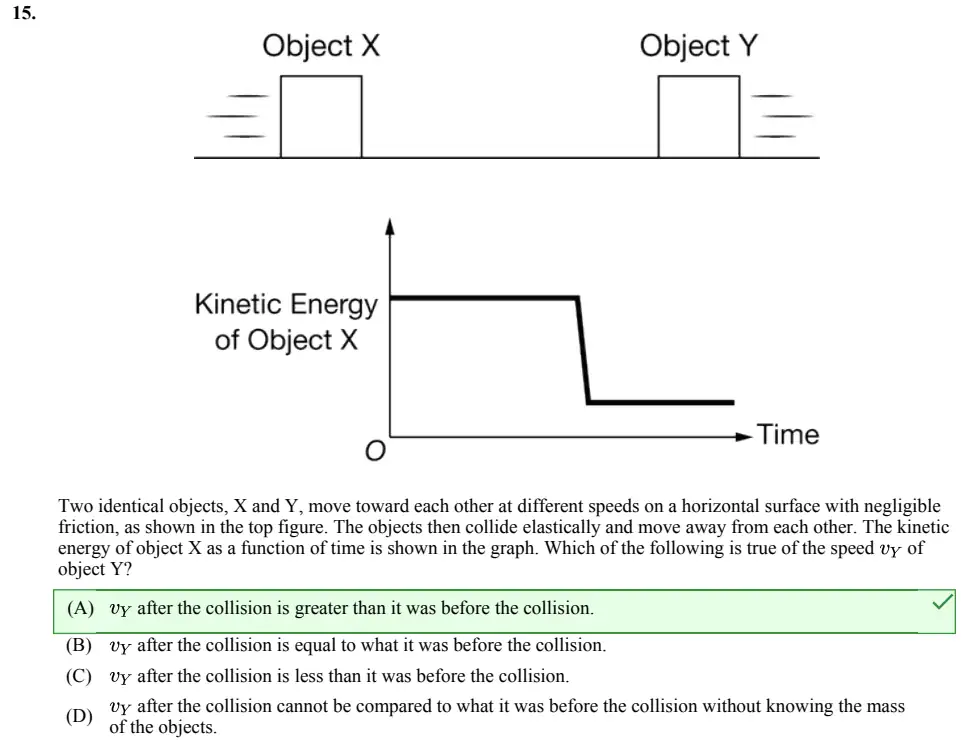 15.
Object X
Object Y
Kinetic Energy
of Object X
O
Time
Two identical objects, X and Y, move toward each other at different speeds on a horizontal surface with negligible
friction, as shown in the top figure. The objects then collide elastically and move away from each other. The kinetic
energy of object X as a function of time is shown in the graph. Which of the following is true of the speed v_Y of
object Y?
(A) v_Y after the collision is greater than it was before the collision.
(B) v_Y after the collision is equal to what it was before the collision.
(C) v_Y after the collision is less than it was before the collision.
(D) v_Y after the collision cannot be compared to what it was before the collision without knowing the mass
of the objects.